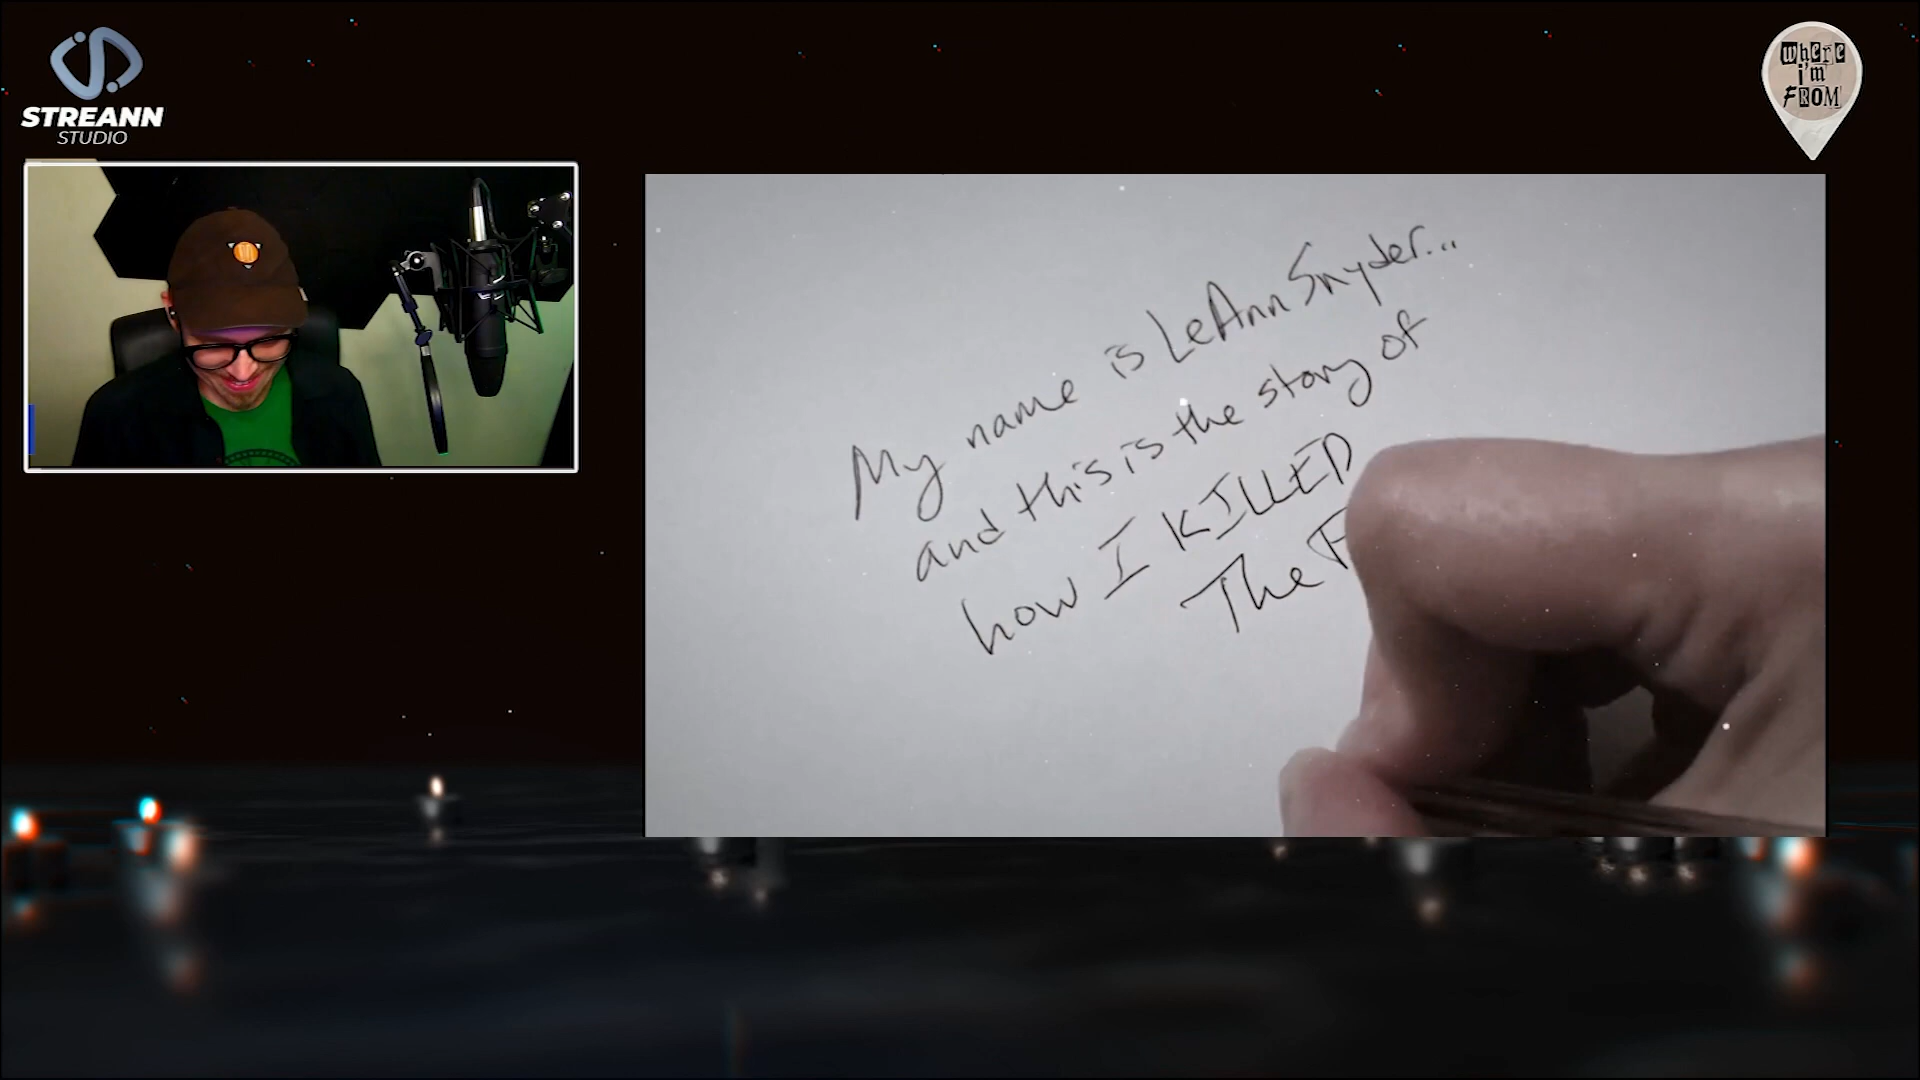 STREANN
STUDIO
where
i'm
FROM
My name is LeAnn Snyder...
and this is the story of
how I KILLED
The F